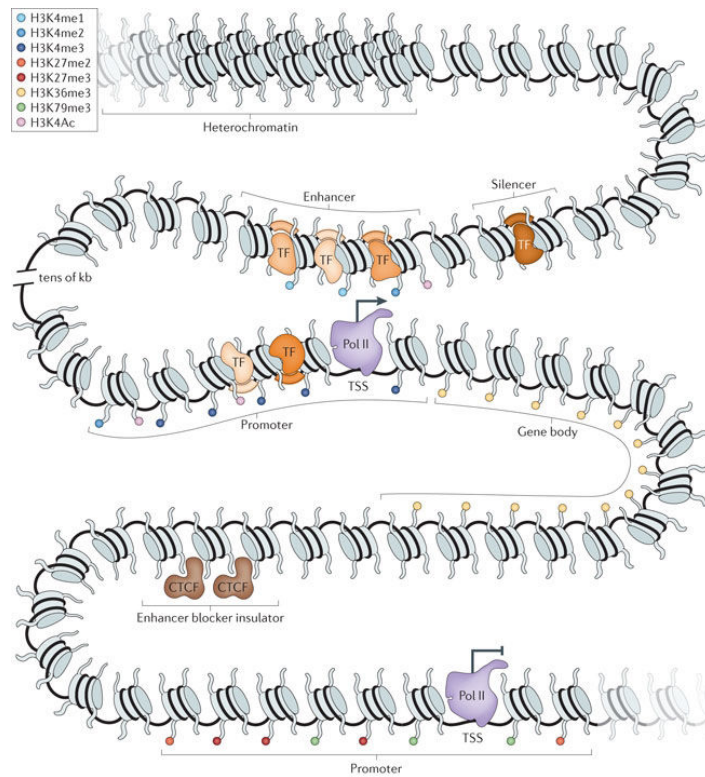 H3K4me1
H3K4me2
H3K4me3
H3K27me2
H3K27me3
H3K36me3
H3K79me3
H3K4Ac
Heterochromatin
Enhancer
Silencer
TF
TF
TF
TF
tens of kb
Pol II
TF
TF
TSS
Promoter
Gene body
CTCF
CTCF
Enhancer blocker insulator
Pol II
TSS
Promoter